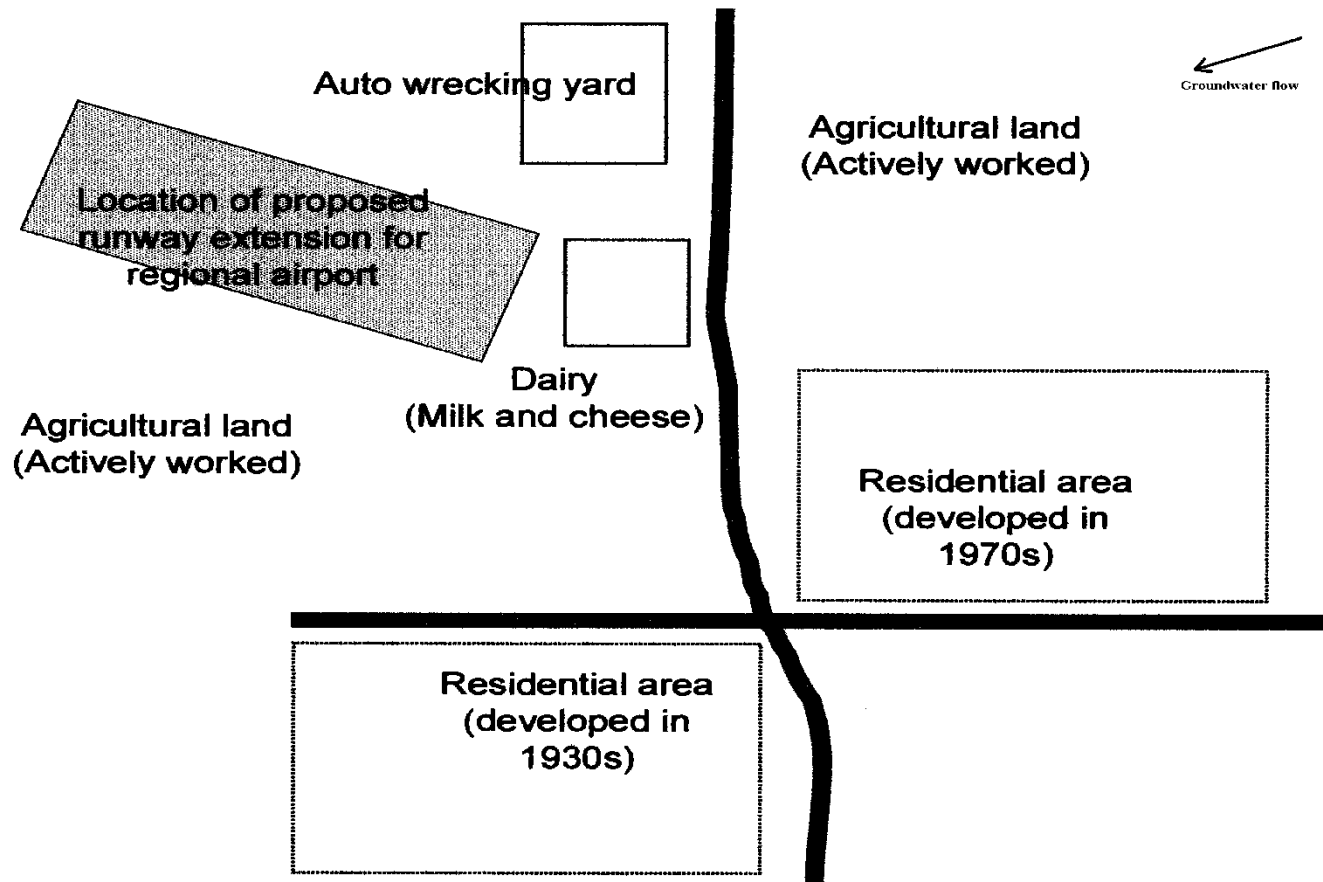 Auto wrecking yard
Groundwater flow
Agricultural land
(Actively worked)
Location of proposed
runway extension for
regional airport
Dairy
(Milk and cheese)
Agricultural land
(Actively worked)
Residential area
(developed in
1970s)
Residential area
(developed in
1930s)